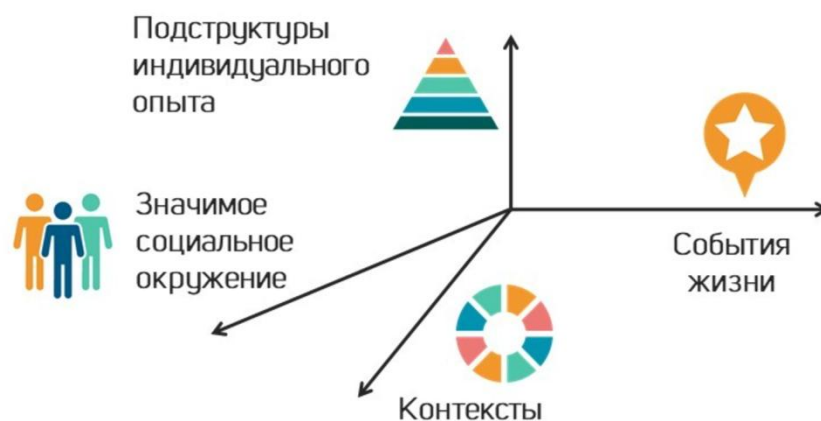 Подструктуры
индивидуального
опыта
Значимое
социальное
окружение
События
жизни
Контексты